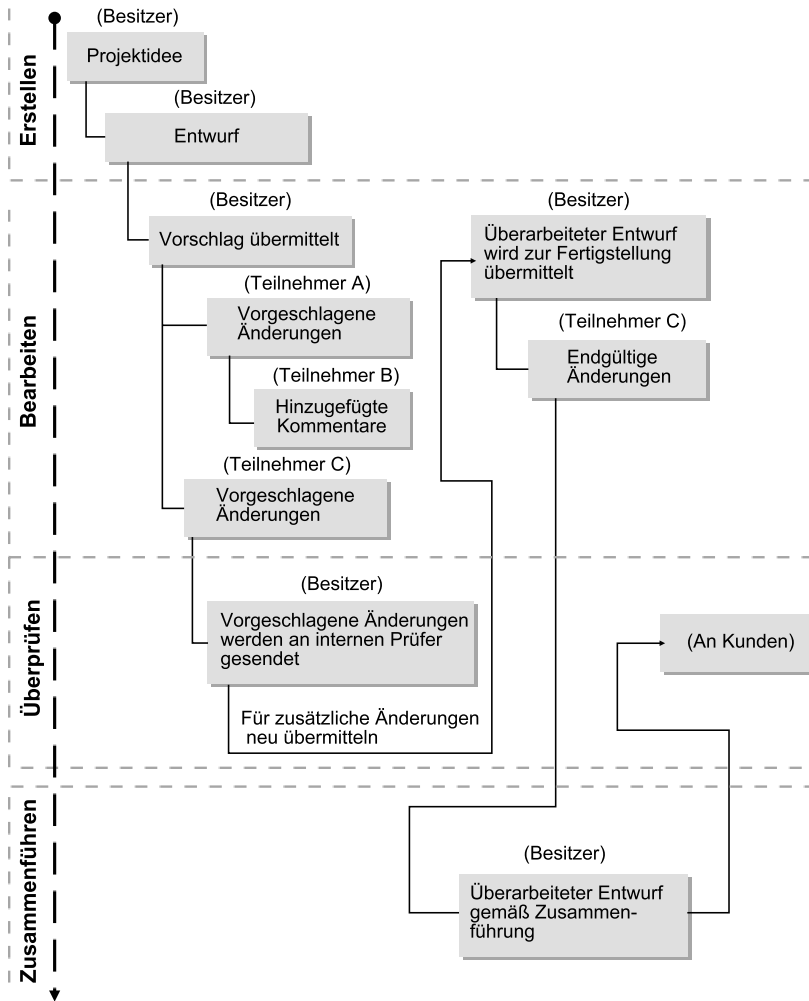 Erstellen
(Besitzer)
Projektidee
(Besitzer)
Entwurf
Bearbeiten
(Besitzer)
Vorschlag übermittelt
(Teilnehmer A)
Vorgeschlagene
Änderungen
(Teilnehmer B)
Hinzugefügte
Kommentare
(Teilnehmer C)
Vorgeschlagene
Änderungen
(Besitzer)
Überarbeiteter Entwurf
wird zur Fertigstellung
übermittelt
(Teilnehmer C)
Endgültige
Änderungen
Überprüfen
(Besitzer)
Vorgeschlagene Änderungen
werden an internen Prüfer
gesendet
Für zusätzliche Änderungen
neu übermitteln
(An Kunden)
Zusammenführen
(Besitzer)
Überarbeiteter Entwurf
gemäß Zusammen-
führung